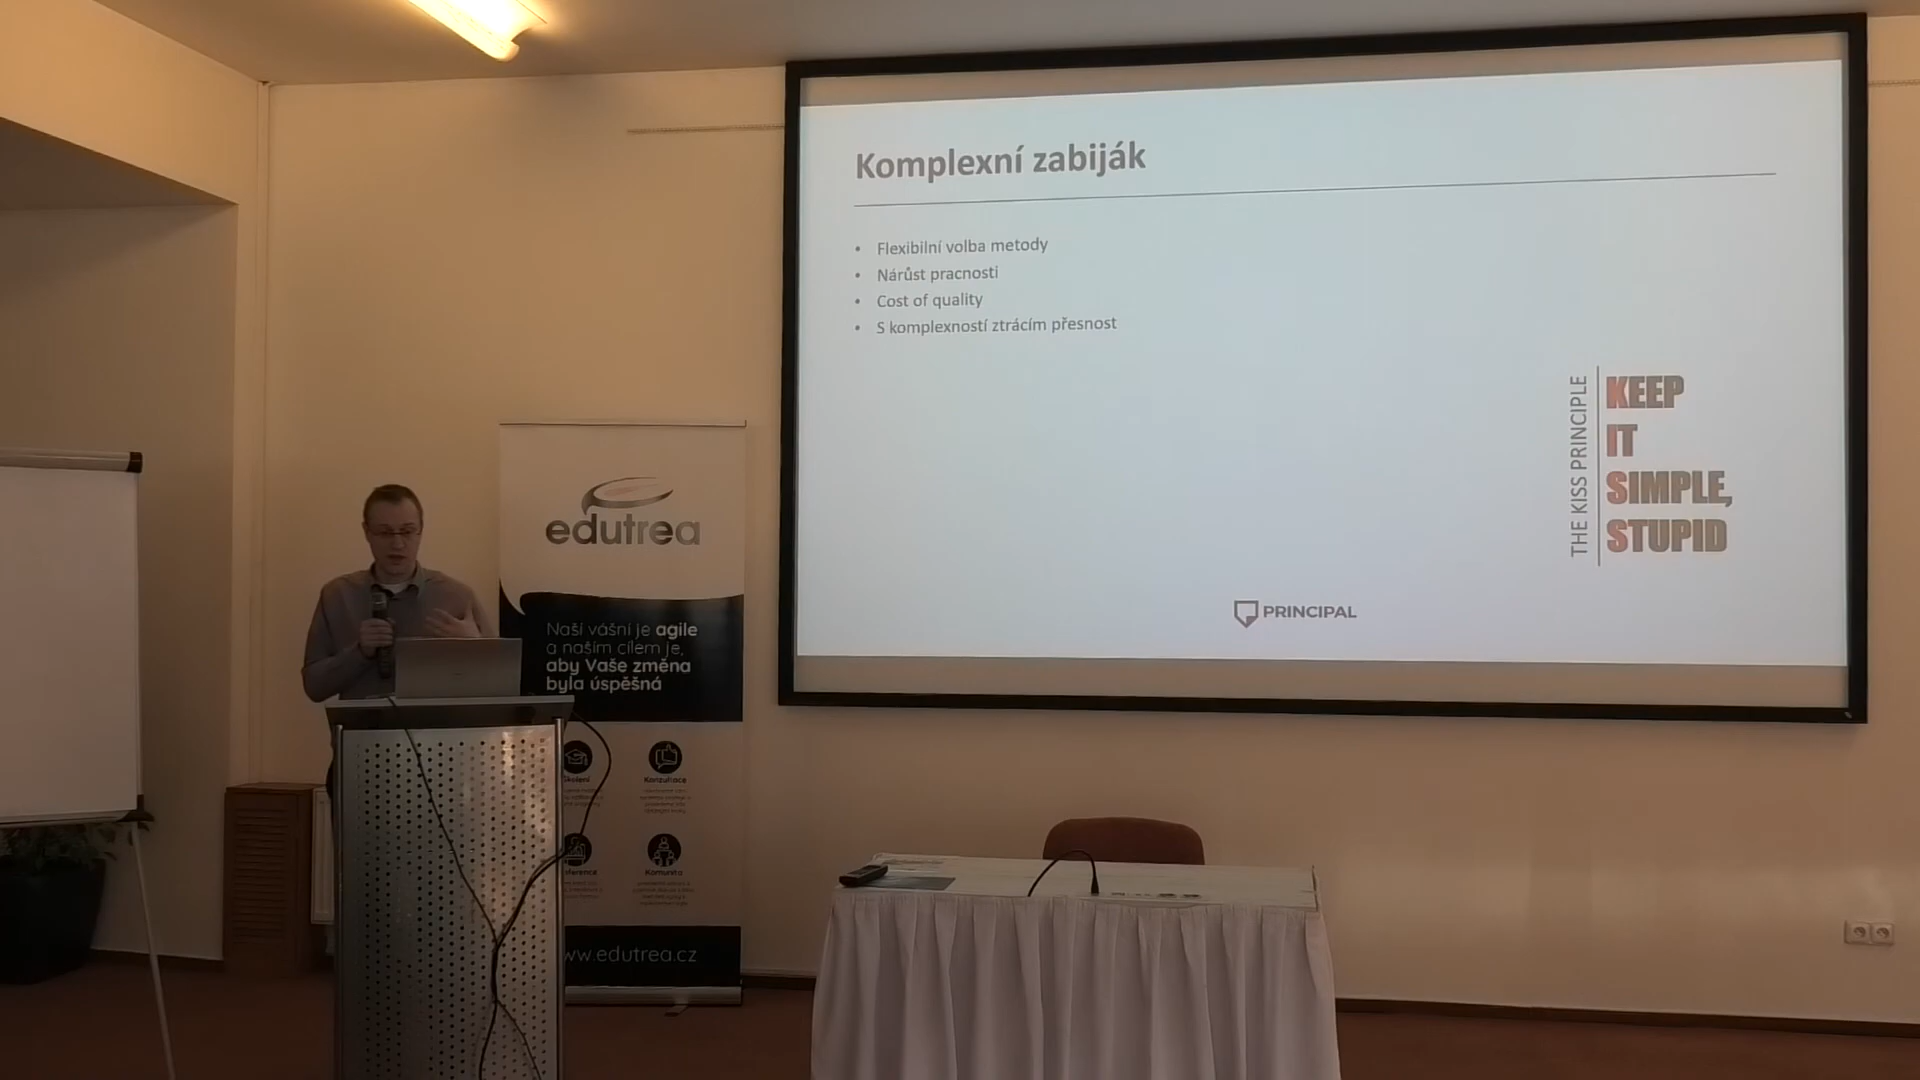 Komplexní zabiják
• Flexibilní volba metody
• Nárůst pracnosti
• Cost of quality
• S komplexností ztrácím přesnost
THE KISS PRINCIPLE
KEEP
IT
SIMPLE,
STUPID
PRINCIPAL
edutrea
Naší vášní je agile
a naším cílem je,
aby Vaše změna
byla úspěšná
Školení
Konzultace
Komunita
www.edutrea.cz